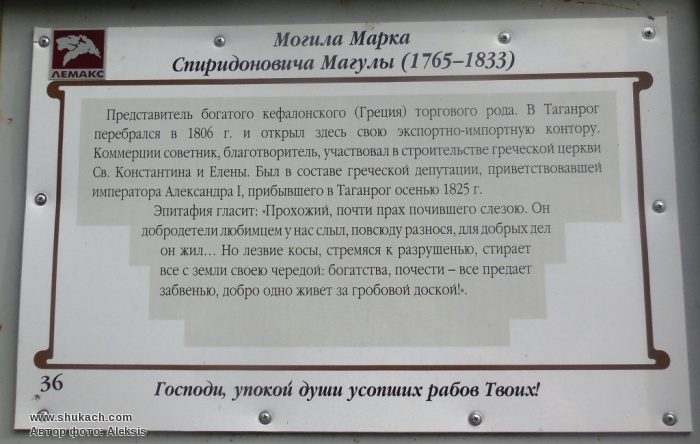 ЛЕМАКС
Могила Марка
Спиридоновича Магулы (1765–1833)
Представитель богатого кефалонского (Греция) торгового рода. В Таганрог
перебрался в 1806 г. и открыл здесь свою экспортно-импортную контору.
Коммерции советник, благотворитель, участвовал в строительстве греческой церкви
Св. Константина и Елены. Был в составе греческой депутации, приветствовавшей
императора Александра I, прибывшего в Таганрог осенью 1825 г.
Эпитафия гласит: «Прохожий, почти прах почившего слезою. Он
добродетели любимцем у нас слыл, повсюду разнося, для добрых дел
он жил... Но лезвие косы, стремяся к разрушенью, стирает
все с земли своею чередой: богатства, почести – все предает
забвенью, добро одно живет за гробовой доской!».
36
Господи, упокой души усопших рабов Твоих!
www.shukach.com
Автор фото: Aleksis